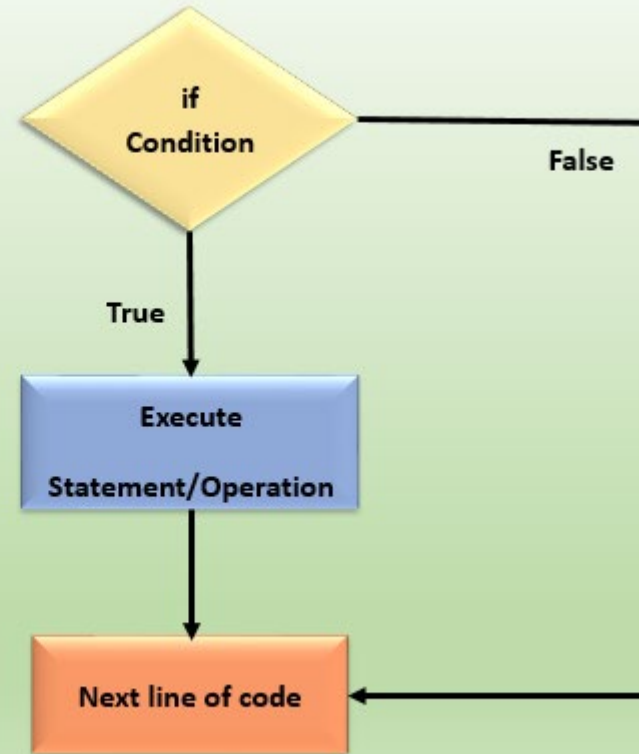 if
Condition
False
True
Execute
Statement/Operation
Next line of code